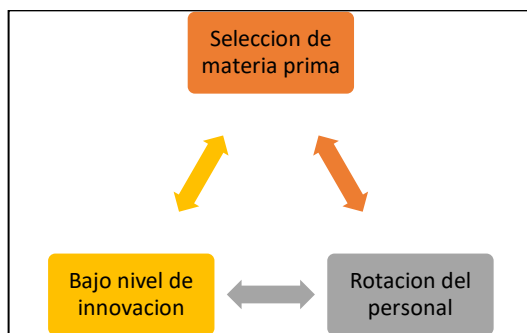 Seleccion de
materia prima
Bajo nivel de
innovacion
Rotacion del
personal